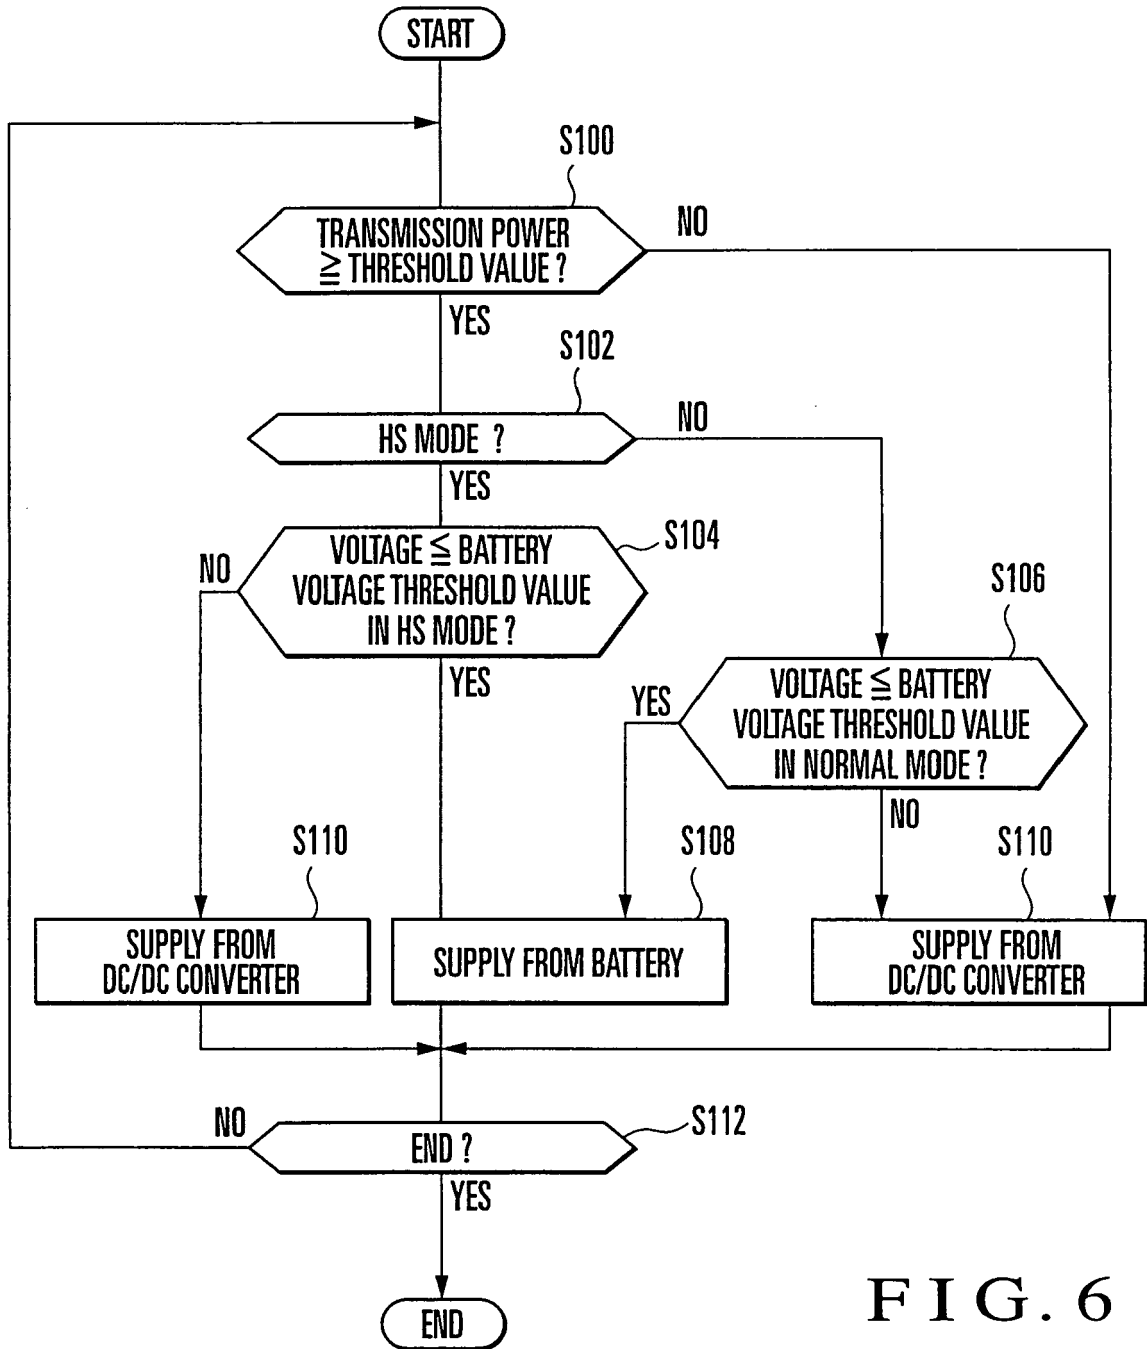 START
S100
TRANSMISSION POWER
≧ THRESHOLD VALUE ?
NO
YES
S102
HS MODE ?
NO
YES
S104
VOLTAGE ≦ BATTERY
VOLTAGE THRESHOLD VALUE
IN HS MODE ?
NO
YES
S106
VOLTAGE ≦ BATTERY
VOLTAGE THRESHOLD VALUE
IN NORMAL MODE ?
YES
NO
S110
SUPPLY FROM
DC/DC CONVERTER
S108
SUPPLY FROM BATTERY
S110
SUPPLY FROM
DC/DC CONVERTER
S112
END ?
NO
YES
END
FIG. 6